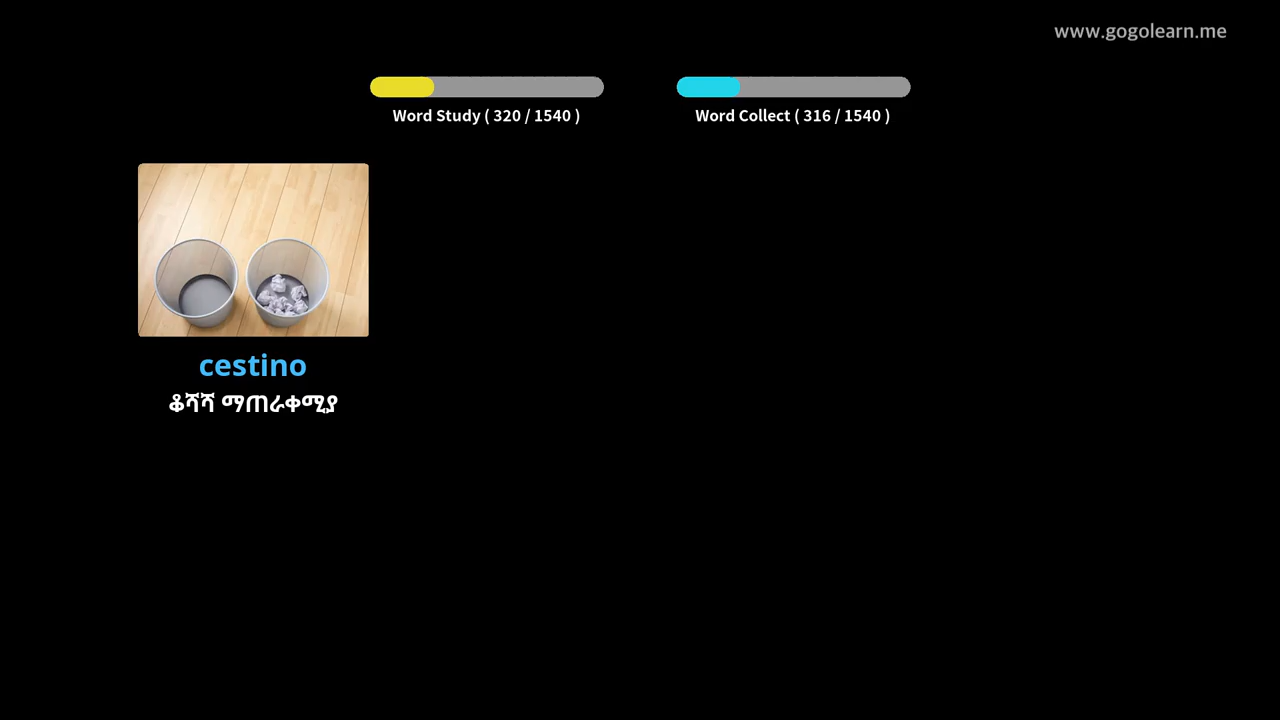 www.gogolearn.me
Word Study ( 320 / 1540 )
Word Collect ( 316 / 1540 )
cestino
ቆሻሻ ማጠራቀሚያ